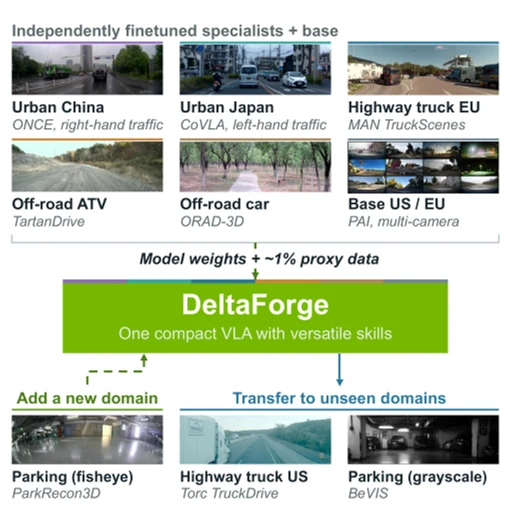 Independently finetuned specialists + base
Urban China
ONCE, right-hand traffic
Urban Japan
CoVLA, left-hand traffic
Highway truck EU
MAN TruckScenes
Off-road ATV
TartanDrive
Off-road car
ORAD-3D
Base US / EU
PAI, multi-camera
Model weights + ~1% proxy data
DeltaForge
One compact VLA with versatile skills
Add a new domain
Transfer to unseen domains
Parking (fisheye)
ParkRecon3D
Highway truck US
Torc TruckDrive
Parking (grayscale)
BeVIS